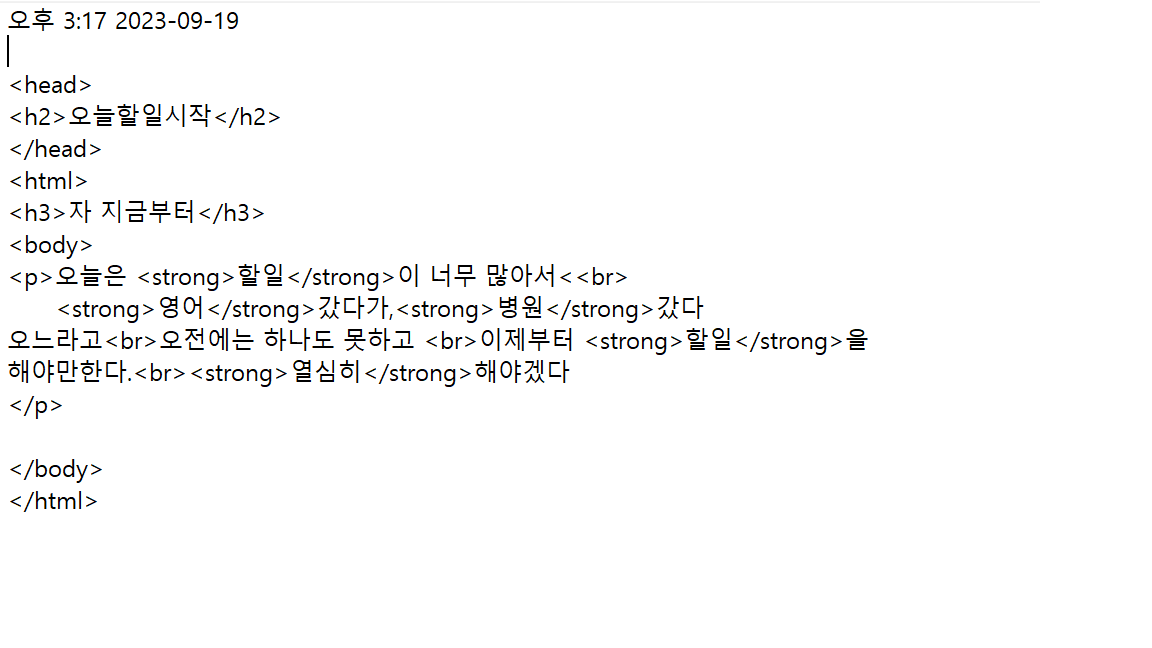 오후 3:17 2023-09-19
<head>
<h2>오늘할일시작</h2>
</head>
<html>
<h3>자 지금부터</h3>
<body>
<p>오늘은 <strong>할일</strong>이 너무 많아서<<br>
<strong>영어</strong>갔다가,<strong>병원</strong>갔다
오느라고<br>오전에는 하나도 못하고 <br>이제부터 <strong>할일</strong>을
해야만한다.<br><strong>열심히</strong>해야겠다
</p>
</body>
</html>